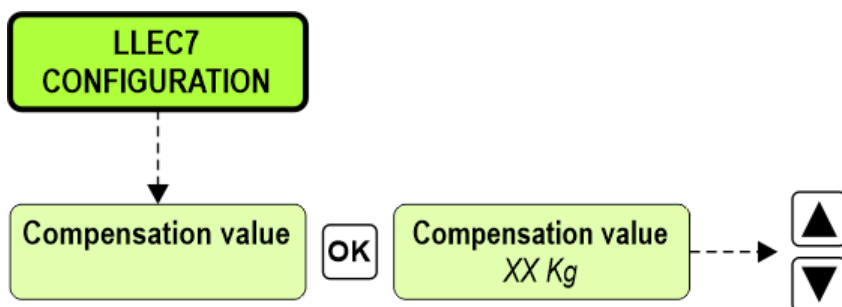 LLEC7
CONFIGURATION
Compensation value
OK
Compensation value
XX Kg